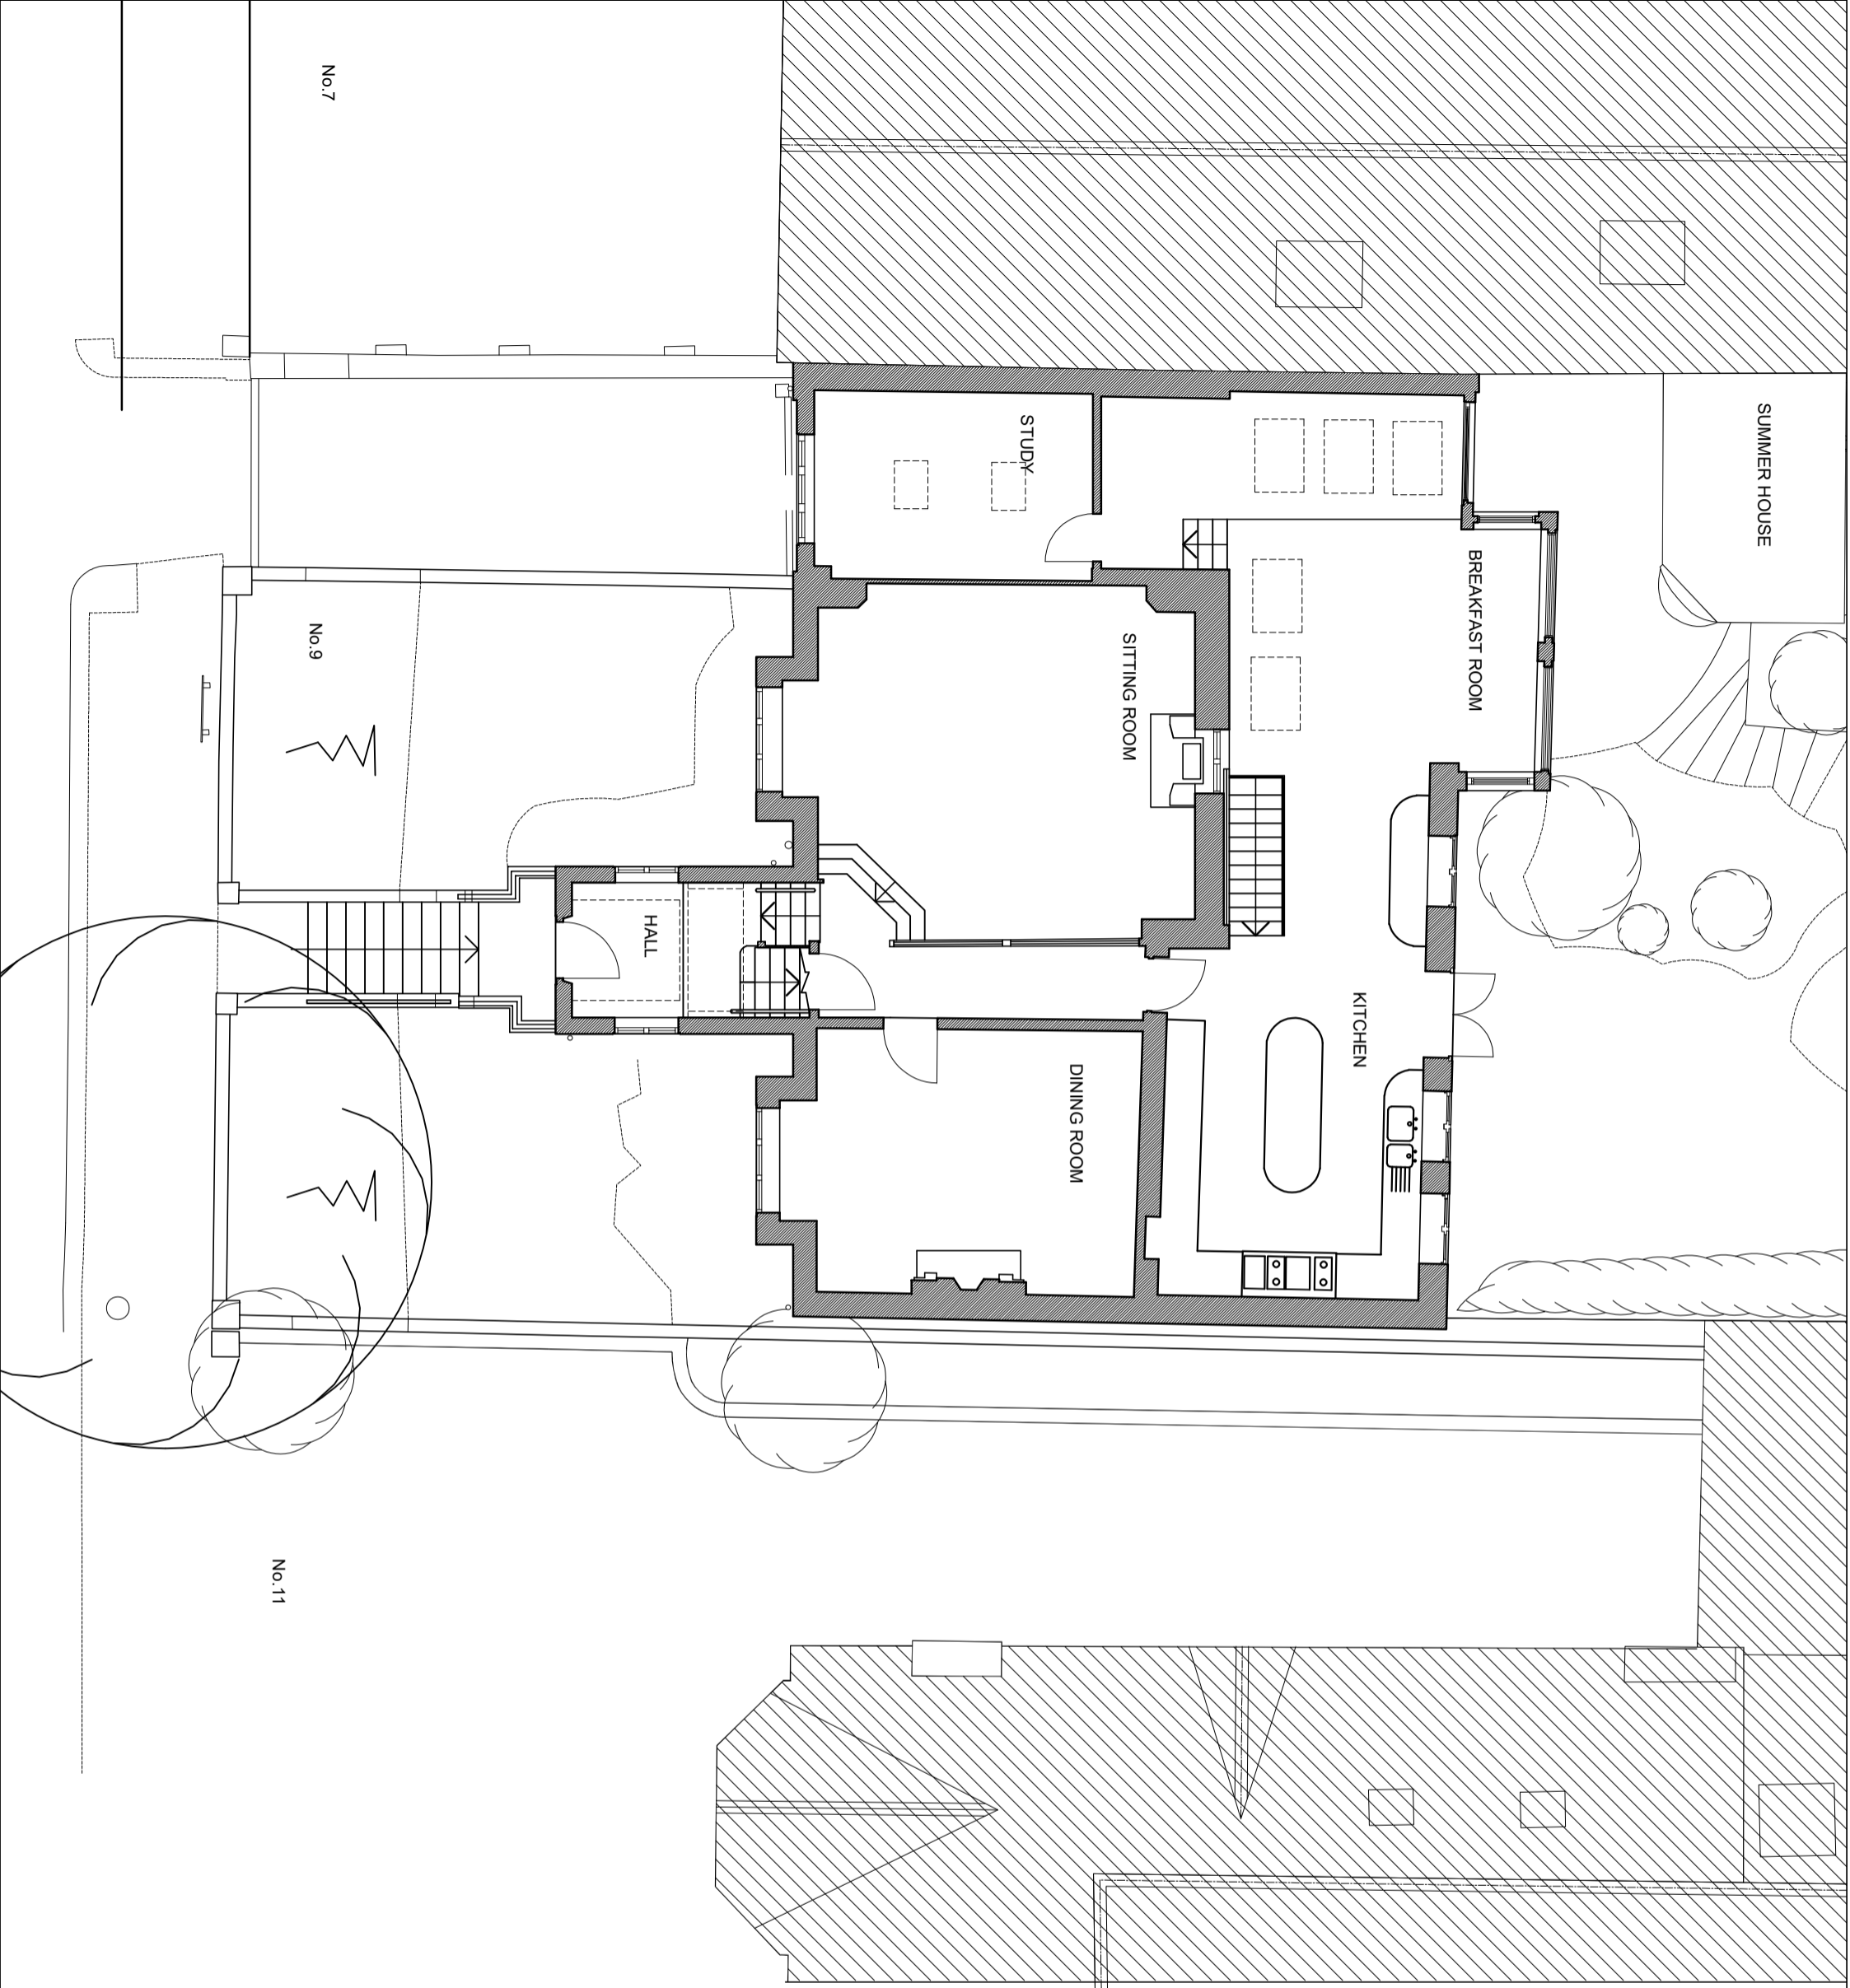 No.7
SUMMER HOUSE
STUDY
BREAKFAST ROOM
No.9
SITTING ROOM
HALL
KITCHEN
DINING ROOM
No.11